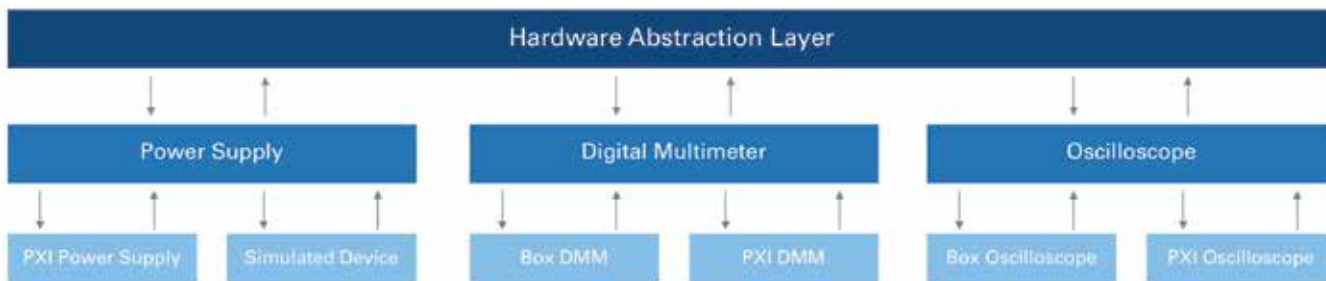 Hardware Abstraction Layer
Power Supply
Digital Multimeter
Oscilloscope
PXI Power Supply
Simulated Device
Box DMM
PXI DMM
Box Oscilloscope
PXI Oscilloscope